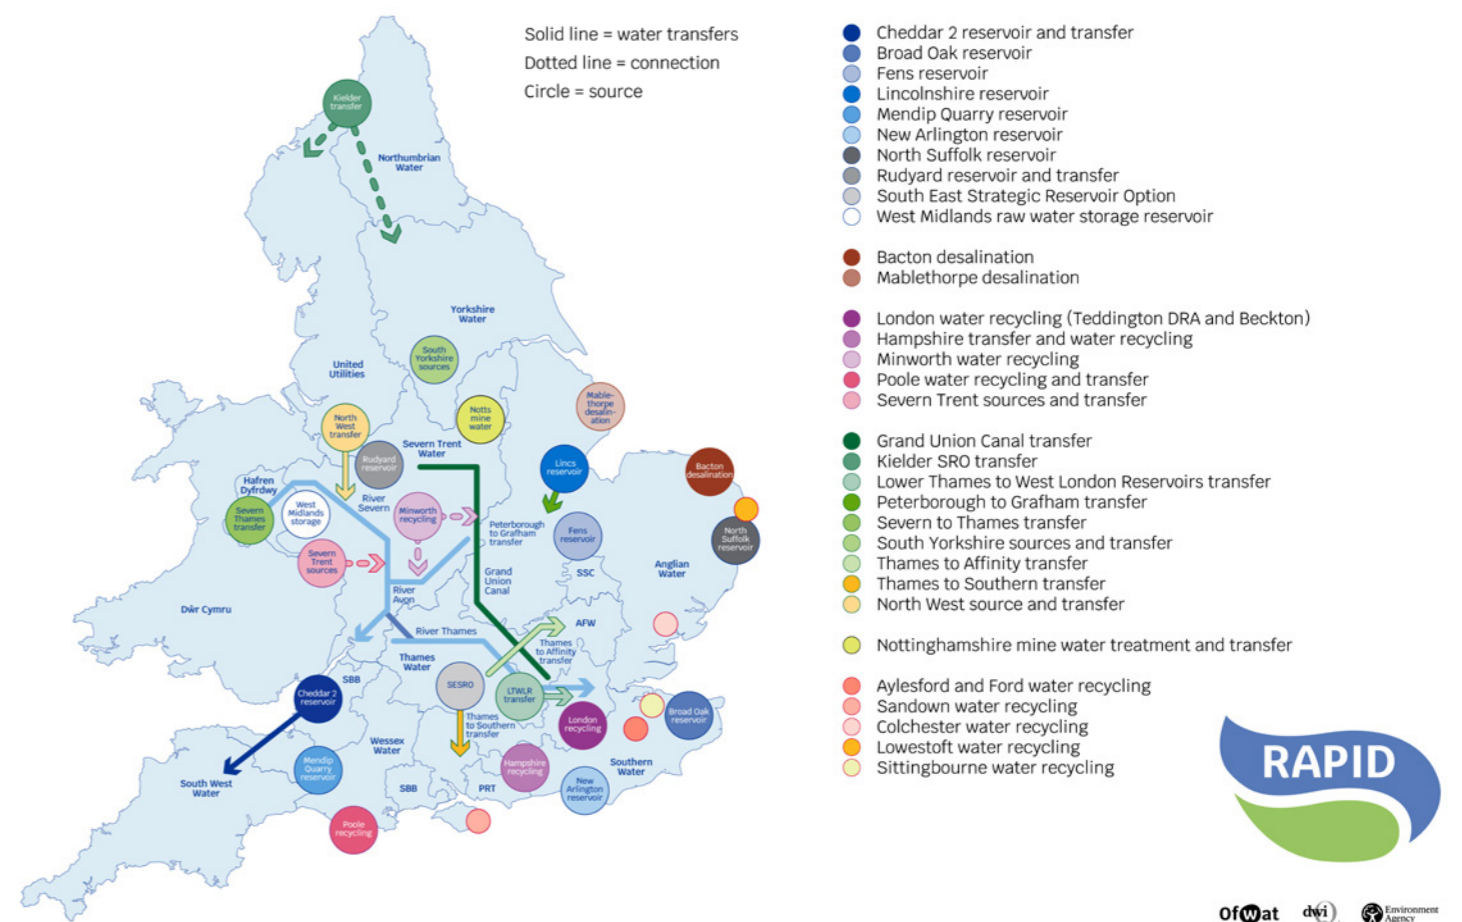 Solid line = water transfers
Dotted line = connection
Circle = source
Kielder
transfer
Northumbrian
Water
Yorkshire
Water
South
Yorkshire
sources
United
Utilities
North
West
transfer
Notts
mine
water
Mable-
thorpe
desalin-
ation
Severn Trent
Water
Rudyard
reservoir
Lincs
reservoir
Bacton
desalination
Hafren
Dyfrdwy
River
Severn
West
Midlands
storage
Severn
Thames
transfer
Minworth
recycling
Peterborough
to Grafham
transfer
Fens
reservoir
North
Suffolk
reservoir
Severn
Trent
sources
SSC
Anglian
Water
Grand
Union
Canal
River
Avon
Dŵr Cymru
River Thames
AFW
Thames
to Affinity
transfer
Thames
Water
SBB
SESRO
LTWLR
transfer
Cheddar 2
reservoir
Broad Oak
reservoir
London
recycling
Thames
to Southern
transfer
Wessex
Water
Mendip
Quarry
reservoir
Hampshire
recycling
Southern
Water
South West
Water
SBB
PRT
New
Arlington
reservoir
Poole
recycling
Cheddar 2 reservoir and transfer
Broad Oak reservoir
Fens reservoir
Lincolnshire reservoir
Mendip Quarry reservoir
New Arlington reservoir
North Suffolk reservoir
Rudyard reservoir and transfer
South East Strategic Reservoir Option
West Midlands raw water storage reservoir
Bacton desalination
Mablethorpe desalination
London water recycling (Teddington DRA and Beckton)
Hampshire transfer and water recycling
Minworth water recycling
Poole water recycling and transfer
Severn Trent sources and transfer
Grand Union Canal transfer
Kielder SRO transfer
Lower Thames to West London Reservoirs transfer
Peterborough to Grafham transfer
Severn to Thames transfer
South Yorkshire sources and transfer
Thames to Affinity transfer
Thames to Southern transfer
North West source and transfer
Nottinghamshire mine water treatment and transfer
Aylesford and Ford water recycling
Sandown water recycling
Colchester water recycling
Lowestoft water recycling
Sittingbourne water recycling
RAPID
Ofwat
dwi
Environment
Agency